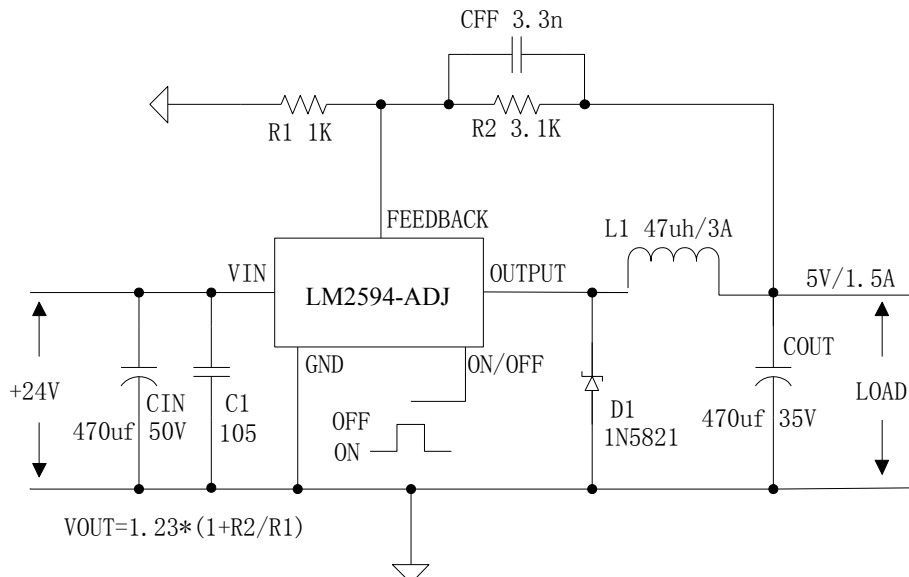 CFF 3.3n
R1 1K
R2 3.1K
FEEDBACK
L1 47uh/3A
VIN
OUTPUT
5V/1.5A
LM2594-ADJ
GND
ON/OFF
COUT
+24V
CIN
C1
D1
LOAD
470uf 50V
105
OFF
1N5821
470uf 35V
ON
VOUT=1.23*(1+R2/R1)